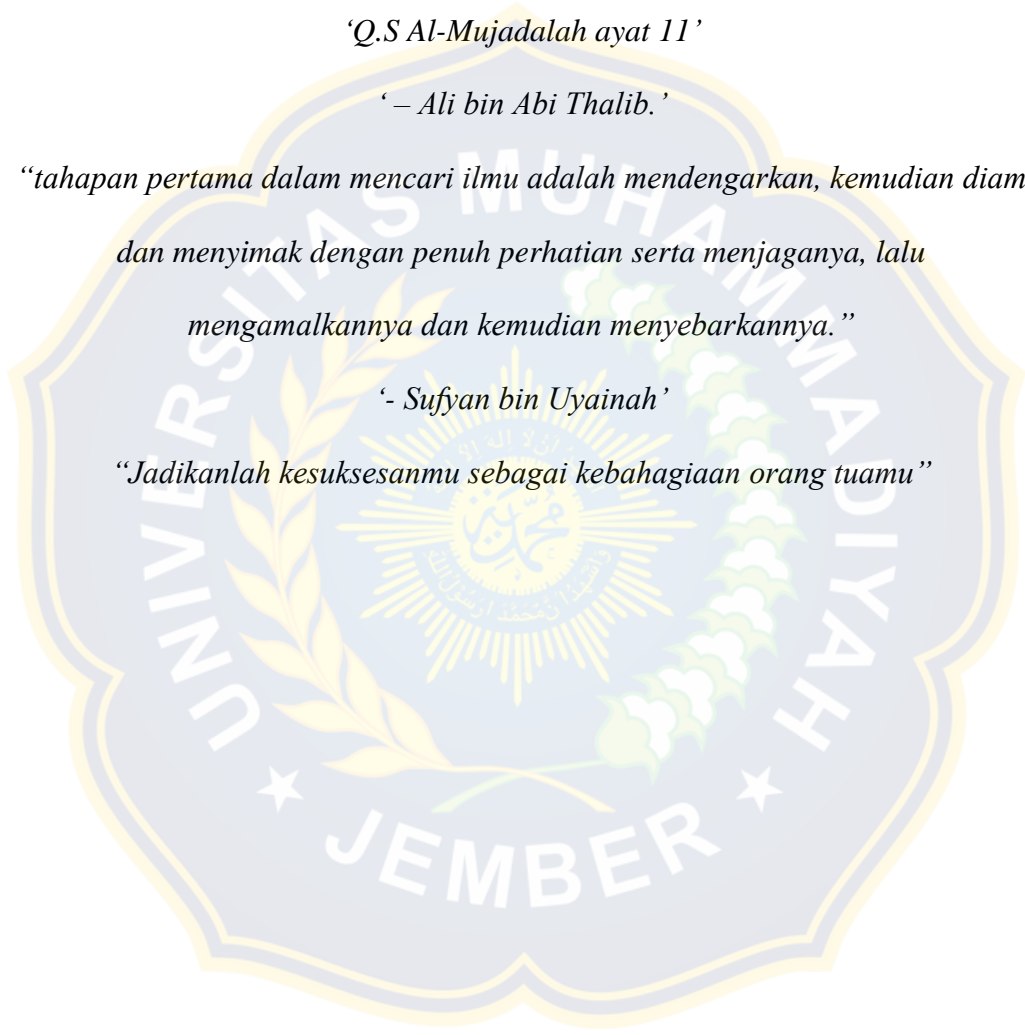 ‘Q.S Al-Mujadalah ayat 11’
‘ – Ali bin Abi Thalib.’
“tahapan pertama dalam mencari ilmu adalah mendengarkan, kemudian diam
dan menyimak dengan penuh perhatian serta menjaganya, lalu
mengamalkannya dan kemudian menyebarkannya.”
‘- Sufyan bin Uyainah’
“Jadikanlah kesuksesanmu sebagai kebahagiaan orang tuamu”
UNIVERSITAS MUHAMMADIYAH
JEMBER
محمدية